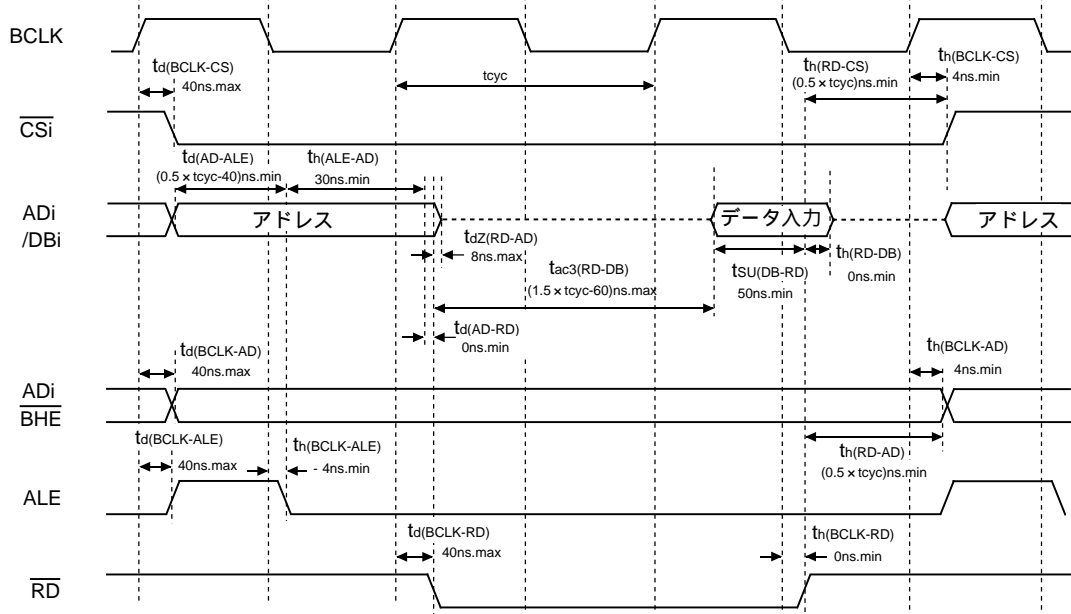 BCLK
td(BCLK-CS)
40ns.max
tcyc
th(RD-CS)
(0.5×tcyc)ns.min
th(BCLK-CS)
4ns.min
CSi
td(AD-ALE)
(0.5×tcyc-40)ns.min
th(ALE-AD)
30ns.min
ADi
/DBi
アドレス
データ入力
アドレス
tdZ(RD-AD)
8ns.max
tac3(RD-DB)
(1.5×tcyc-60)ns.max
tSU(DB-RD)
50ns.min
th(RD-DB)
0ns.min
td(AD-RD)
0ns.min
td(BCLK-AD)
40ns.max
th(BCLK-AD)
4ns.min
ADi
BHE
td(BCLK-ALE)
40ns.max
th(BCLK-ALE)
- 4ns.min
th(RD-AD)
(0.5×tcyc)ns.min
ALE
td(BCLK-RD)
40ns.max
th(BCLK-RD)
0ns.min
RD